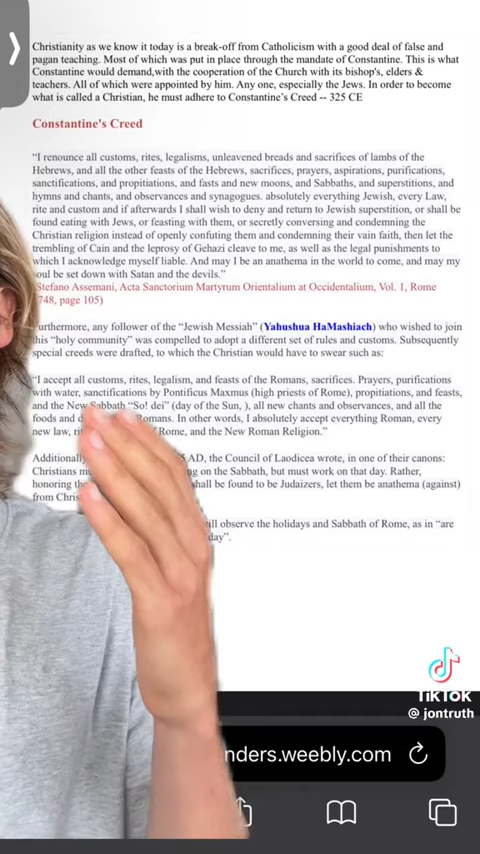 Christianity as we know it today is a break-off from Catholicism with a good deal of false and
pagan teaching. Most of which was put in place through the mandate of Constantine. This is what
Constantine would demand,with the cooperation of the Church with its bishop's, elders &
teachers. All of which were appointed by him. Any one, especially the Jews. In order to become
what is called a Christian, he must adhere to Constantine's Creed -- 325 CE
Constantine's Creed
"I renounce all customs, rites, legalisms, unleavened breads and sacrifices of lambs of the
Hebrews, and all the other feasts of the Hebrews, sacrifices, prayers, aspirations, purifications,
sanctifications, and propitiations, and fasts and new moons, and Sabbaths, and superstitions, and
hymns and chants, and observances and synagogues. absolutely everything Jewish, every Law,
rite and custom and if afterwards I shall wish to deny and return to Jewish superstition, or shall be
found eating with Jews, or feasting with them, or secretly conversing and condemning the
Christian religion instead of openly confuting them and condemning their vain faith, then let the
trembling of Cain and the leprosy of Gehazi cleave to me, as well as the legal punishments to
which I acknowledge myself liable. And may I be an anathema in the world to come, and may my
soul be set down with Satan and the devils."
Stefano Assemani, Acta Sanctorium Martyrum Orientalium at Occidentalium, Vol. 1, Rome
748, page 105)
urthermore, any follower of the "Jewish Messiah" (Yahushua HaMashiach) who wished to join
this "holy community" was compelled to adopt a different set of rules and customs. Subsequently
special creeds were drafted, to which the Christian would have to swear such as:
"I accept all customs, rites, legalism, and feasts of the Romans, sacrifices. Prayers, purifications
with water, sanctifications by Pontificus Maxmus (high priests of Rome), propitiations, and feasts,
and the New Sabbath "So! dei" (day of the Sun, ), all new chants and observances, and all the
foods and d Romans. In other words, I absolutely accept everything Roman, every
new law, ri Rome, and the New Roman Religion."
Additionally AD, the Council of Laodicea wrote, in one of their canons:
Christians mu ng on the Sabbath, but must work on that day. Rather,
honoring the shall be found to be Judaizers, let them be anathema (against)
from Chris
ill observe the holidays and Sabbath of Rome, as in "are
day".
TikTok
@ jontruth
nders.weebly.com